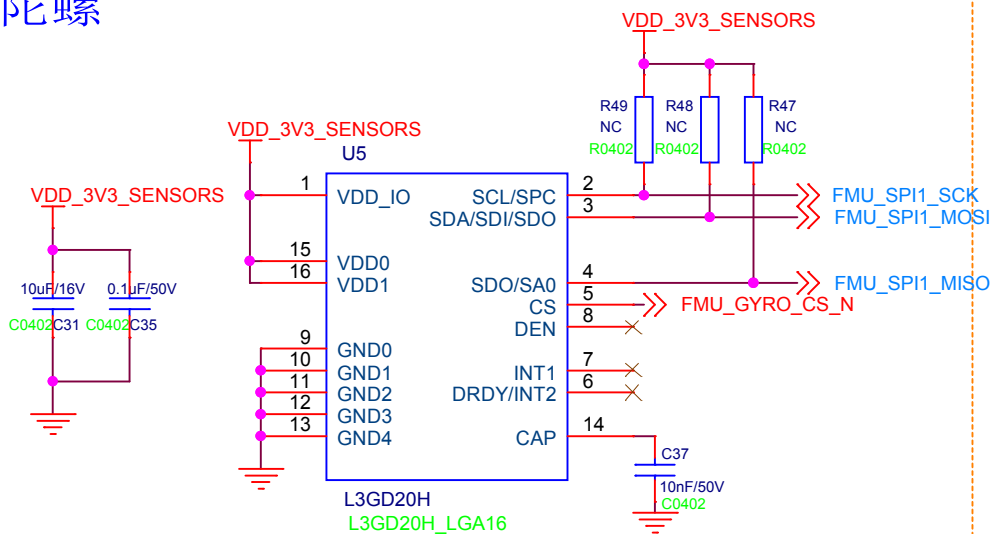 陀螺
VDD_3V3_SENSORS
R49
NC
R0402
R48
NC
R0402
R47
NC
R0402
VDD_3V3_SENSORS
U5
VDD_3V3_SENSORS
10uF/16V
C0402
C31
0.1uF/50V
C0402
C35
1 VDD_IO
15 VDD0
16 VDD1
9 GND0
10 GND1
11 GND2
12 GND3
13 GND4
SCL/SPC 2 FMU_SPI1_SCK
SDA/SDI/SDO 3 FMU_SPI1_MOSI
SDO/SA0 4 FMU_SPI1_MISO
CS 5 FMU_GYRO_CS_N
DEN 8
INT1 7
DRDY/INT2 6
CAP 14
C37
10nF/50V
C0402
L3GD20H
L3GD20H_LGA16